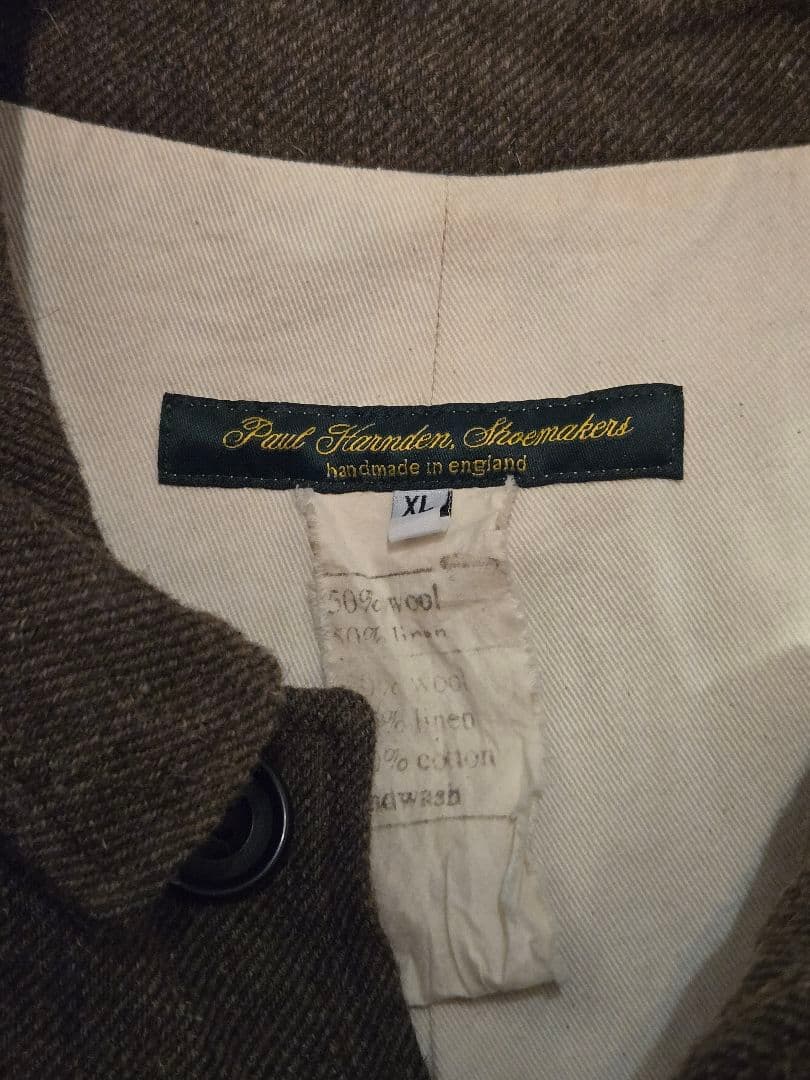 Paul Harnden, Shoemakers
handmade in england
XL
50% wool
50% linen
% wool
% linen
% cotton